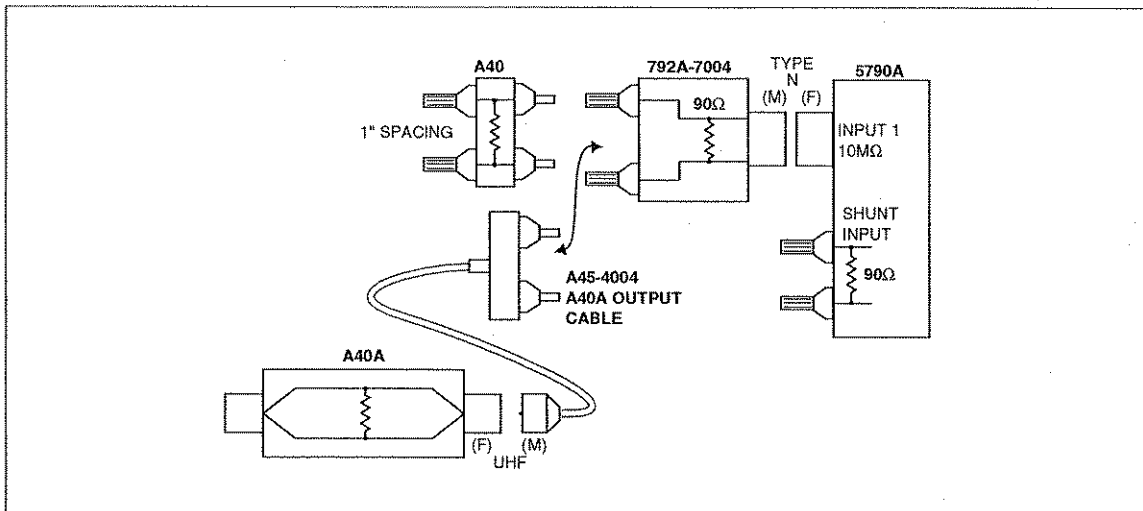 A40
1" SPACING
792A-7004
90Ω
TYPE
N
(M) (F)
5790A
INPUT 1
10MΩ
SHUNT
INPUT
90Ω
A45-4004
A40A OUTPUT
CABLE
A40A
(F) (M)
UHF